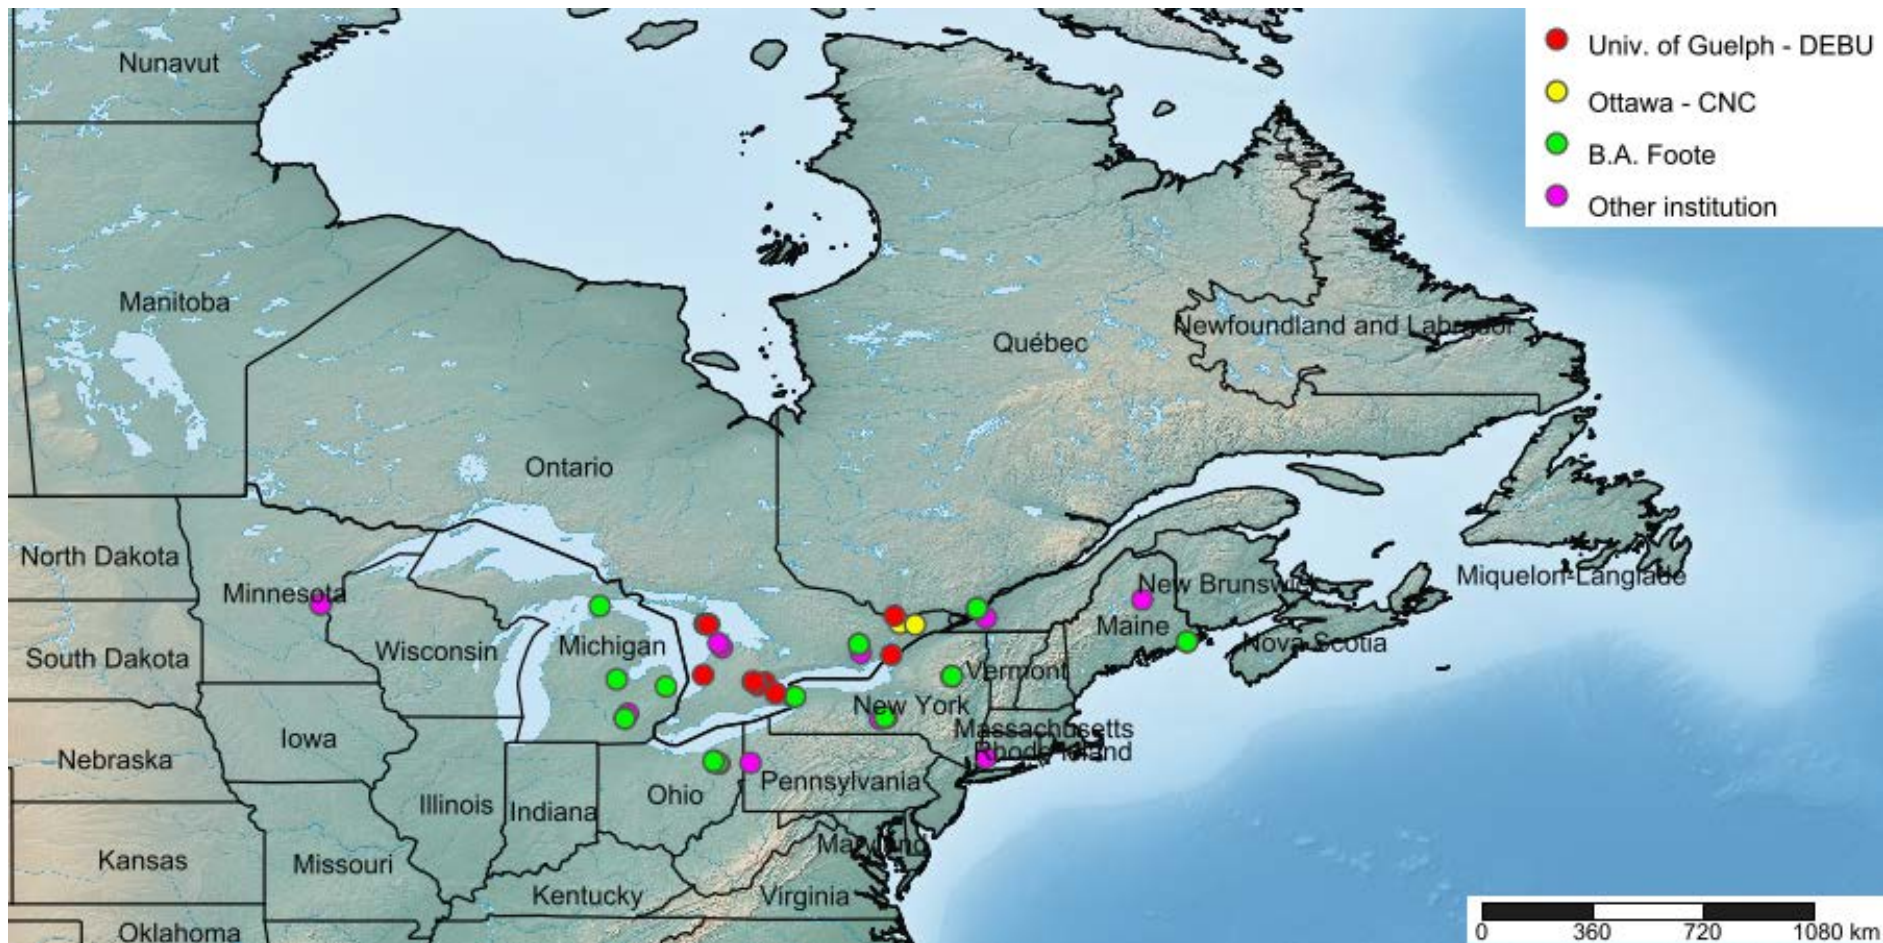 Univ. of Guelph - DEBU
Ottawa - CNC
B.A. Foote
Other institution
Nunavut
Manitoba
Newfoundland and Labrador
Québec
Ontario
North Dakota
Minnesota
New Brunswick
Miquelon-Langlade
South Dakota
Wisconsin
Michigan
Maine
Nova Scotia
Vermont
New York
Massachusetts
Rhode Island
Iowa
Nebraska
Pennsylvania
Ohio
Illinois
Indiana
Maryland
Kansas
Missouri
Kentucky
Virginia
Oklahoma
0 360 720 1080 km